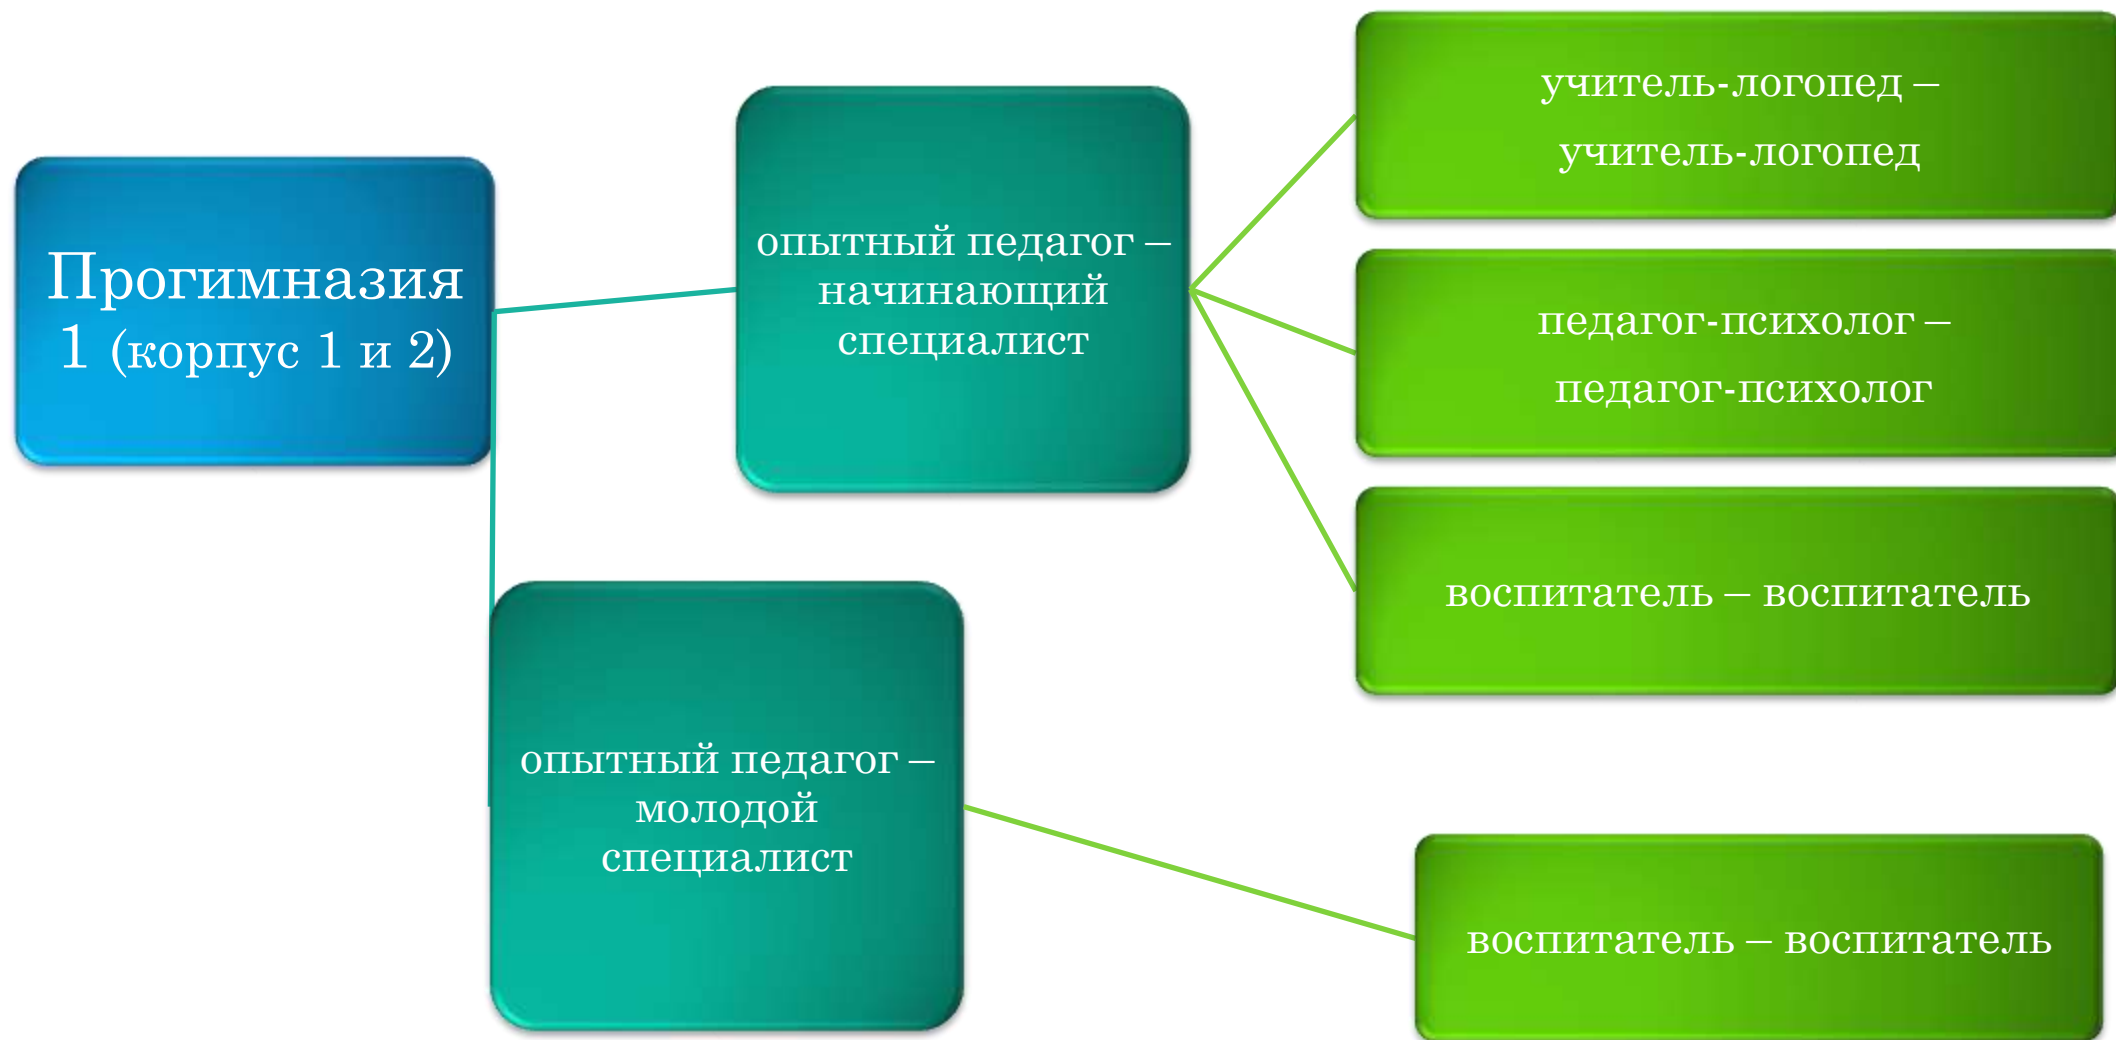 Прогимназия
1 (корпус 1 и 2)
опытный педагог –
начинающий
специалист
учитель-логопед –
учитель-логопед
педагог-психолог –
педагог-психолог
воспитатель – воспитатель
опытный педагог –
молодой
специалист
воспитатель – воспитатель